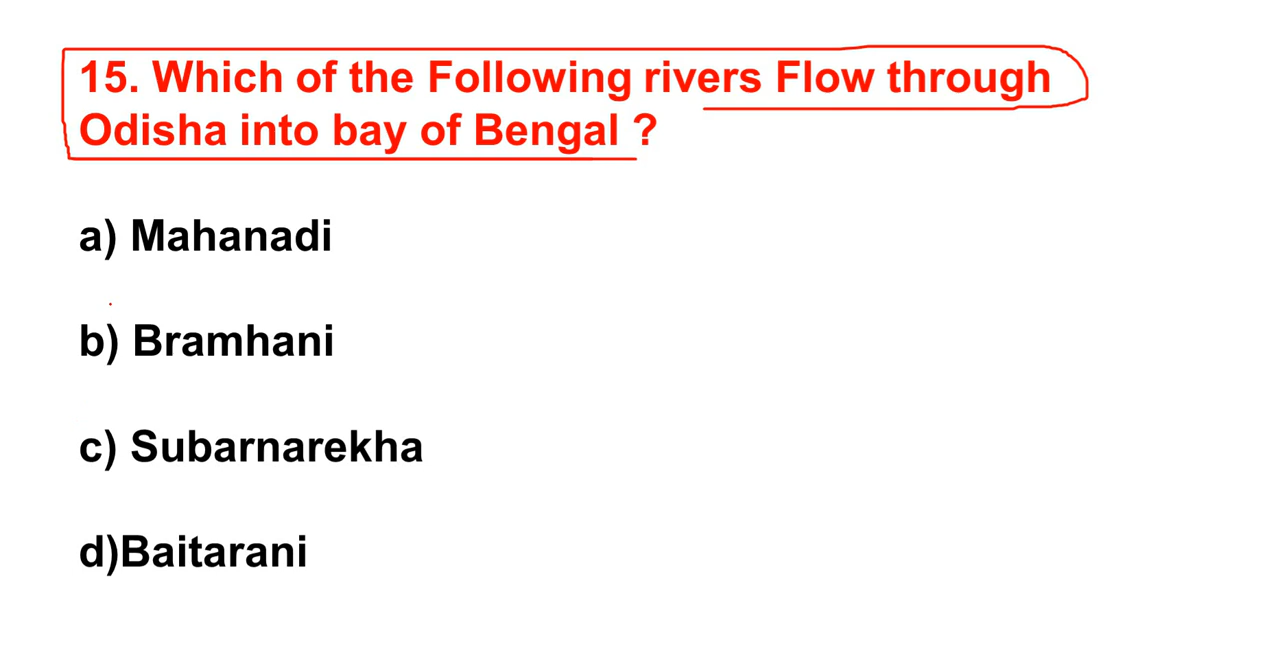 15. Which of the Following rivers Flow through
Odisha into bay of Bengal ?
a) Mahanadi
b) Bramhani
c) Subarnarekha
d)Baitarani